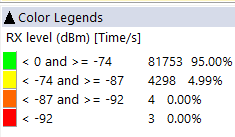 Color Legends
RX level (dBm) [Time/s]
< 0 and >= -74 81753 95.00%
< -74 and >= -87 4298 4.99%
< -87 and >= -92 4 0.00%
< -92 3 0.00%